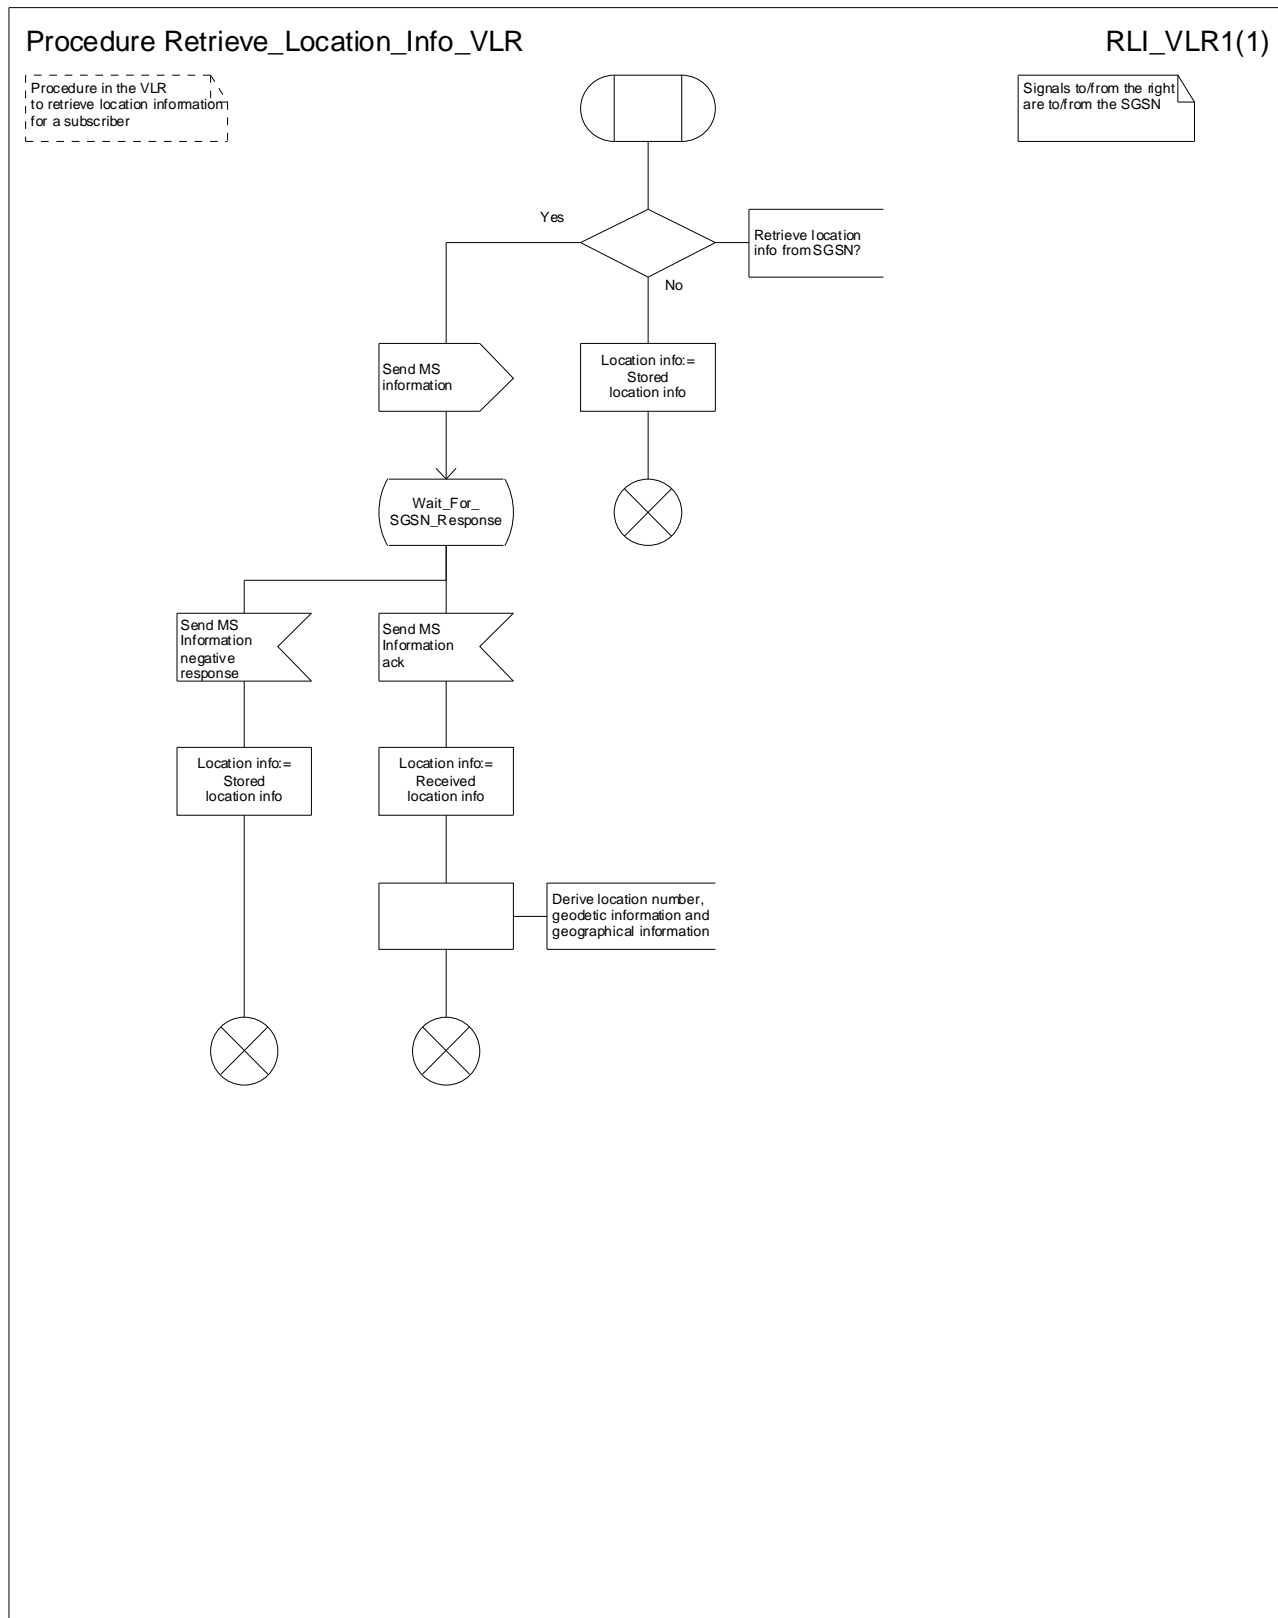 Procedure Retrieve_Location_Info_VLR
RLI_VLR1(1)
Procedure in the VLR
to retrieve location information
for a subscriber
Signals to/from the right
are to/from the SGSN
Yes
Retrieve location
info from SGSN?
No
Send MS
information
Location info:=
Stored
location info
Wait_For_
SGSN_Response
Send MS
Information
negative
response
Send MS
Information
ack
Location info:=
Stored
location info
Location info:=
Received
location info
Derive location number,
geodetic information and
geographical information